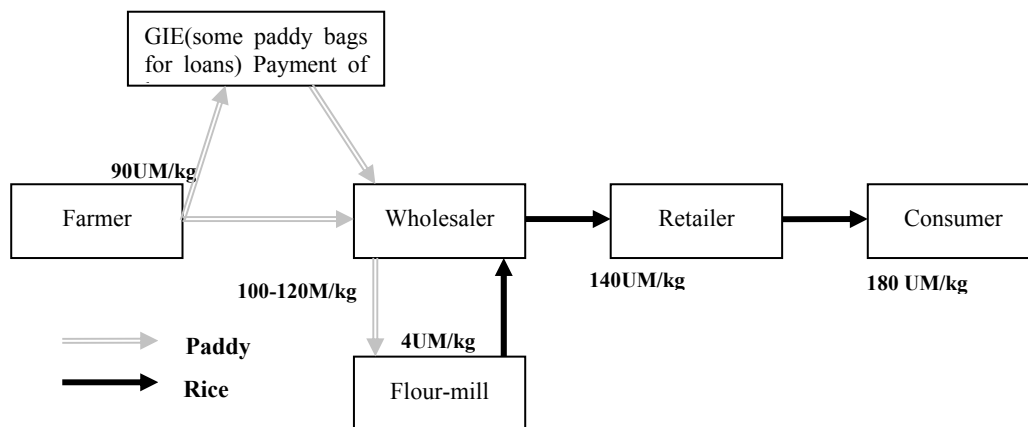 GIE(some paddy bags
for loans) Payment of
90UM/kg
Farmer
Wholesaler
Retailer
Consumer
100-120M/kg
140UM/kg
180 UM/kg
Paddy
4UM/kg
Rice
Flour-mill